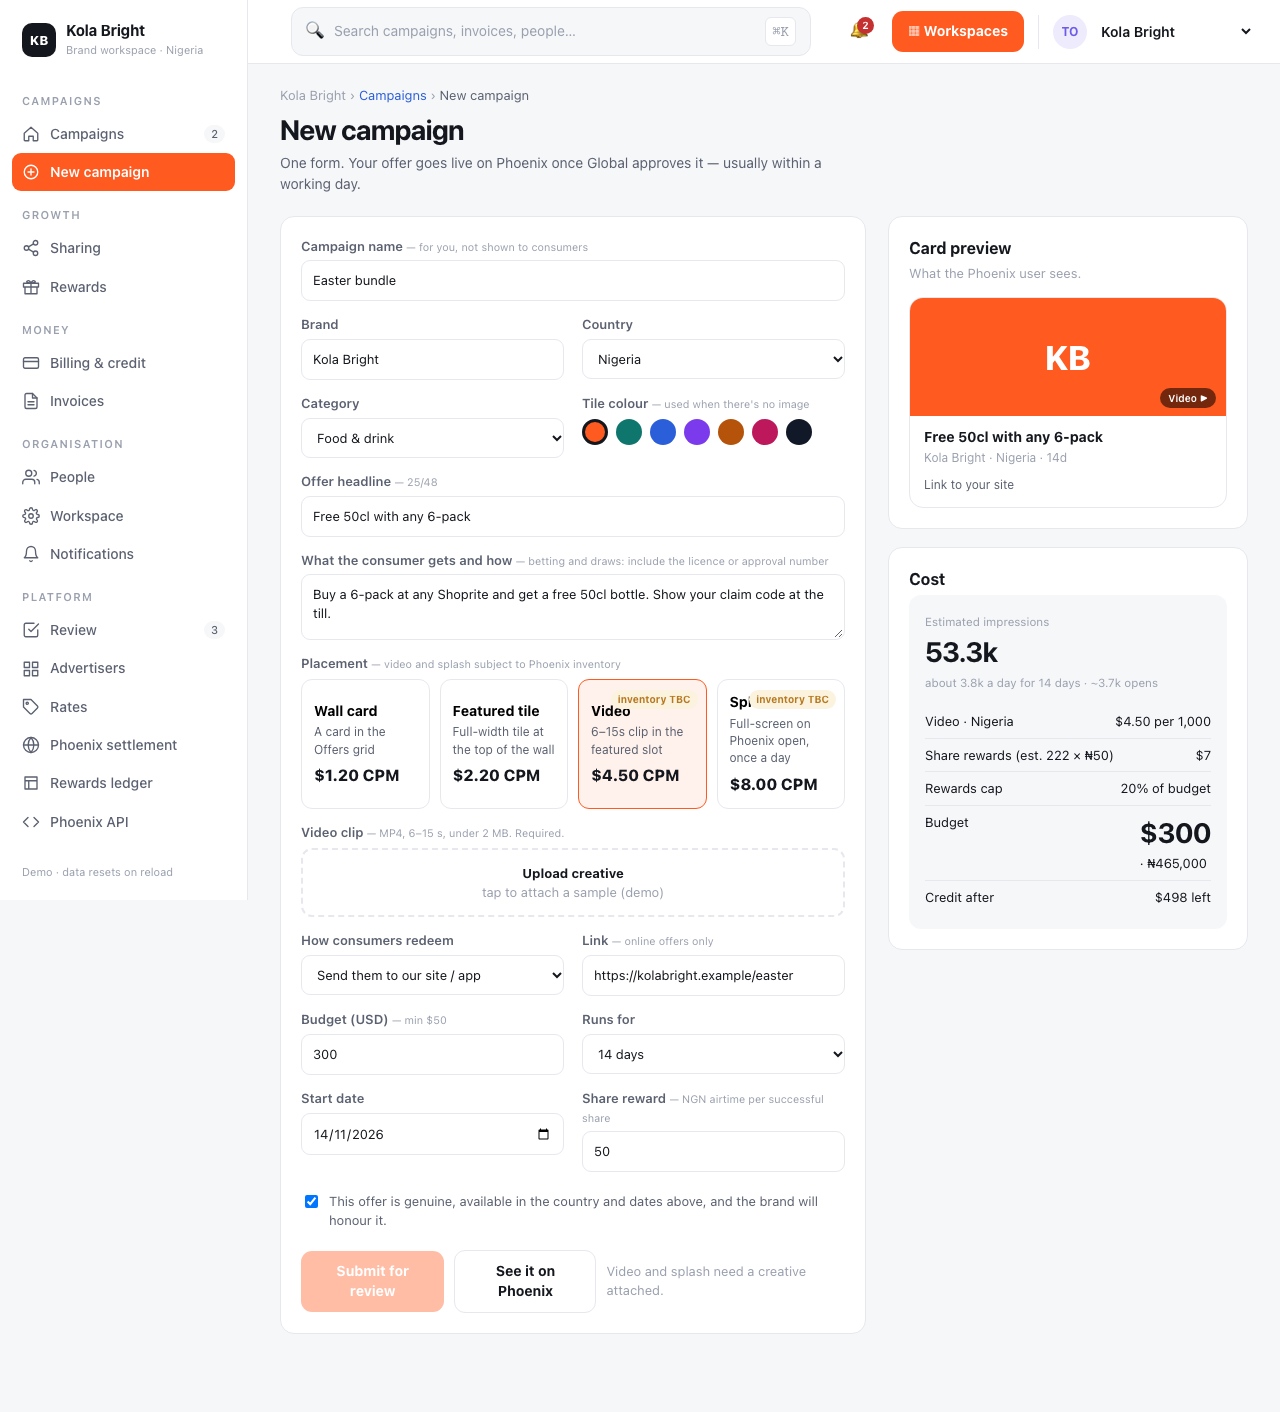 KB
Kola Bright
Brand workspace · Nigeria
Search campaigns, invoices, people...
⌘K
2
Workspaces
TO
Kola Bright
CAMPAIGNS
Campaigns
2
New campaign
GROWTH
Sharing
Rewards
MONEY
Billing & credit
Invoices
ORGANISATION
People
Workspace
Notifications
PLATFORM
Review
3
Advertisers
Rates
Phoenix settlement
Rewards ledger
Phoenix API
Demo · data resets on reload
Kola Bright › Campaigns › New campaign
New campaign
One form. Your offer goes live on Phoenix once Global approves it — usually within a
working day.
Campaign name — for you, not shown to consumers
Easter bundle
Brand
Country
Kola Bright
Nigeria
Category
Tile colour — used when there's no image
Food & drink
Offer headline — 25/48
Free 50cl with any 6-pack
What the consumer gets and how — betting and draws: include the licence or approval number
Buy a 6-pack at any Shoprite and get a free 50cl bottle. Show your claim code at the
till.
Placement — video and splash subject to Phoenix inventory
Wall card
A card in the
Offers grid
$1.20 CPM
Featured tile
Full-width tile at
the top of the wall
$2.20 CPM
inventory TBC
Video
6–15s clip in the
featured slot
$4.50 CPM
inventory TBC
Full-screen on
Phoenix open,
once a day
$8.00 CPM
Video clip — MP4, 6–15 s, under 2 MB. Required.
Upload creative
tap to attach a sample (demo)
How consumers redeem
Link — online offers only
Send them to our site / app
https://kolabright.example/easter
Budget (USD) — min $50
Runs for
300
14 days
Start date
Share reward — NGN airtime per successful
share
14/11/2026
50
This offer is genuine, available in the country and dates above, and the brand will
honour it.
Submit for
review
See it on
Phoenix
Video and splash need a creative
attached.
Card preview
What the Phoenix user sees.
KB
Video ▶
Free 50cl with any 6-pack
Kola Bright · Nigeria · 14d
Link to your site
Cost
Estimated impressions
53.3k
about 3.8k a day for 14 days · ~3.7k opens
Video · Nigeria
$4.50 per 1,000
Share rewards (est. 222 × ₦50)
$7
Rewards cap
20% of budget
Budget
$300
· ₦465,000
Credit after
$498 left